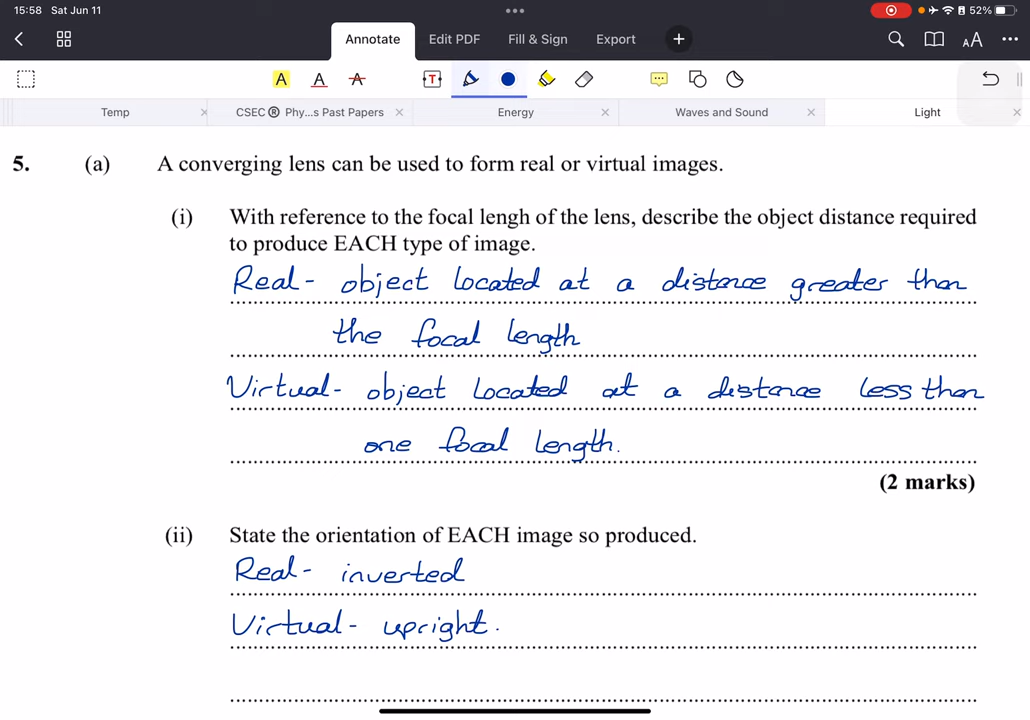 15:58 Sat Jun 11
52%
Annotate Edit PDF Fill & Sign Export +
AA
A A A T
Temp × CSEC ® Phy...s Past Papers × Energy × Waves and Sound × Light ×
5. (a) A converging lens can be used to form real or virtual images.
(i) With reference to the focal lengh of the lens, describe the object distance required
to produce EACH type of image.
Real - object located at a distance greater than
the focal length
Virtual - object located at a distance less than
one focal length.
(2 marks)
(ii) State the orientation of EACH image so produced.
Real - inverted
Virtual - upright.